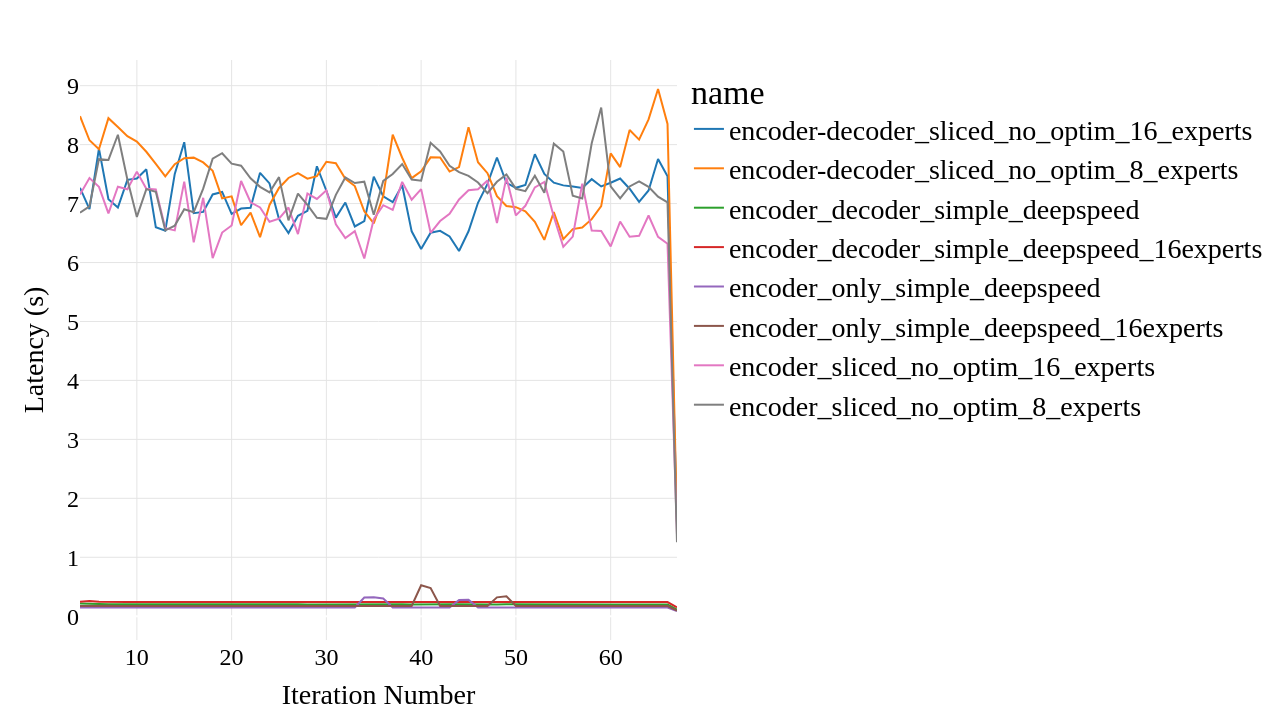 name
encoder-decoder_sliced_no_optim_16_experts
encoder-decoder_sliced_no_optim_8_experts
encoder_decoder_simple_deepspeed
encoder_decoder_simple_deepspeed_16experts
encoder_only_simple_deepspeed
encoder_only_simple_deepspeed_16experts
encoder_sliced_no_optim_16_experts
encoder_sliced_no_optim_8_experts
Latency (s)
9
8
7
6
5
4
3
2
1
0
10 20 30 40 50 60
Iteration Number